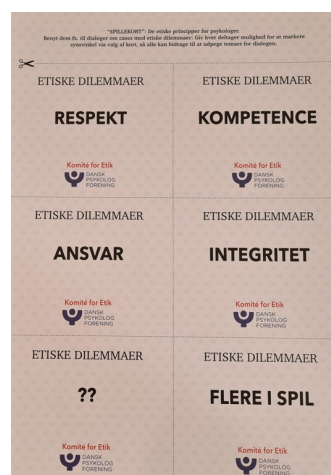 "SPILLEKORT": De etiske principper for psykologer
Benyt dem fx. til dialoger om cases med etiske dilemmaer: Giv hver deltager mulighed for at markere
synsvinkel via valg af kort, så alle kan bidrage til at udpege temaer for dialogen.
ETISKE DILEMMAER
RESPEKT
Komité for Etik
DANSK
PSYKOLOG
FORENING
ETISKE DILEMMAER
KOMPETENCE
Komité for Etik
DANSK
PSYKOLOG
FORENING
ETISKE DILEMMAER
ANSVAR
Komité for Etik
DANSK
PSYKOLOG
FORENING
ETISKE DILEMMAER
INTEGRITET
Komité for Etik
DANSK
PSYKOLOG
FORENING
ETISKE DILEMMAER
??
Komité for Etik
DANSK
PSYKOLOG
FORENING
ETISKE DILEMMAER
FLERE I SPIL
Komité for Etik
DANSK
PSYKOLOG
FORENING